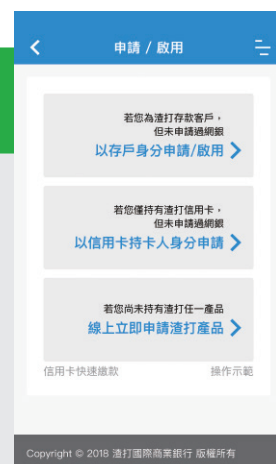 申請 / 啟用
若您為渣打存款客戶，
但未申請過網銀
以存戶身分申請/啟用
若您僅持有渣打信用卡，
但未申請過網銀
以信用卡持卡人身分申請
若您尚未持有渣打任一產品
線上立即申請渣打產品
信用卡快速繳款 操作示範
Copyright © 2018 渣打國際商業銀行 版權所有